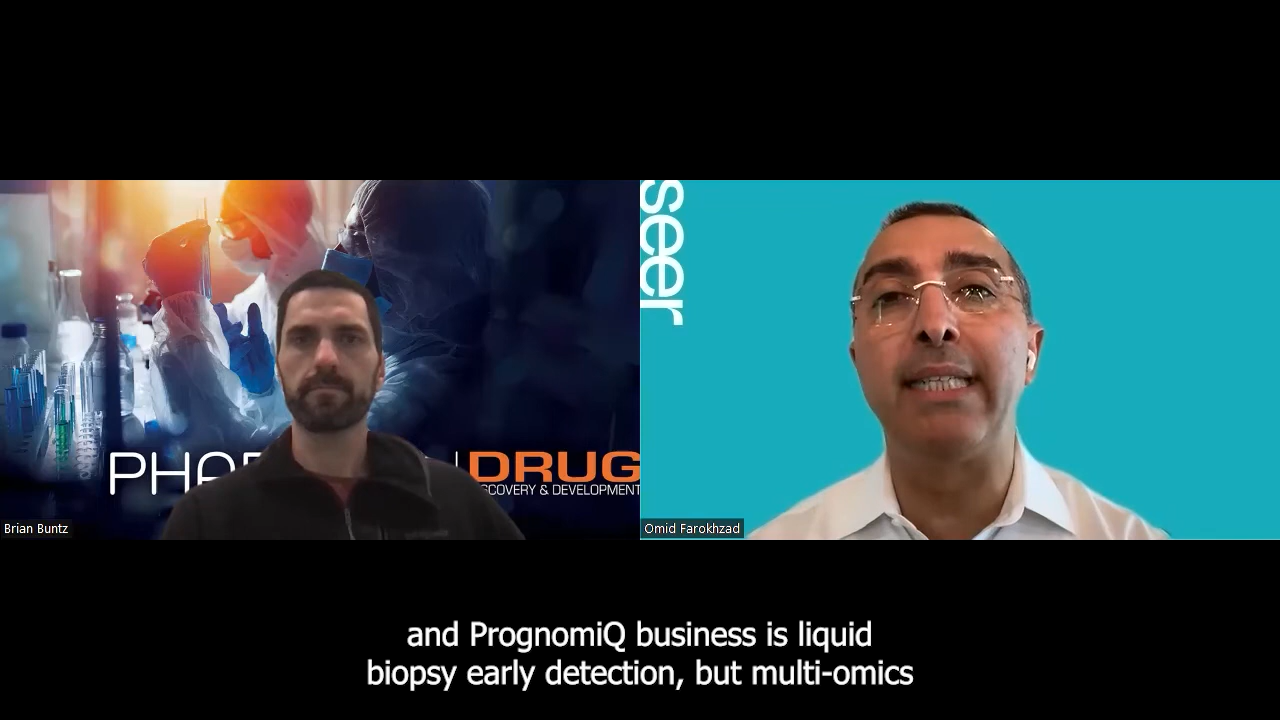 seer
DRUG
COVERY & DEVELOPMENT
Brian Buntz
Omid Farokhzad
and PrognomiQ business is liquid
biopsy early detection, but multi-omics